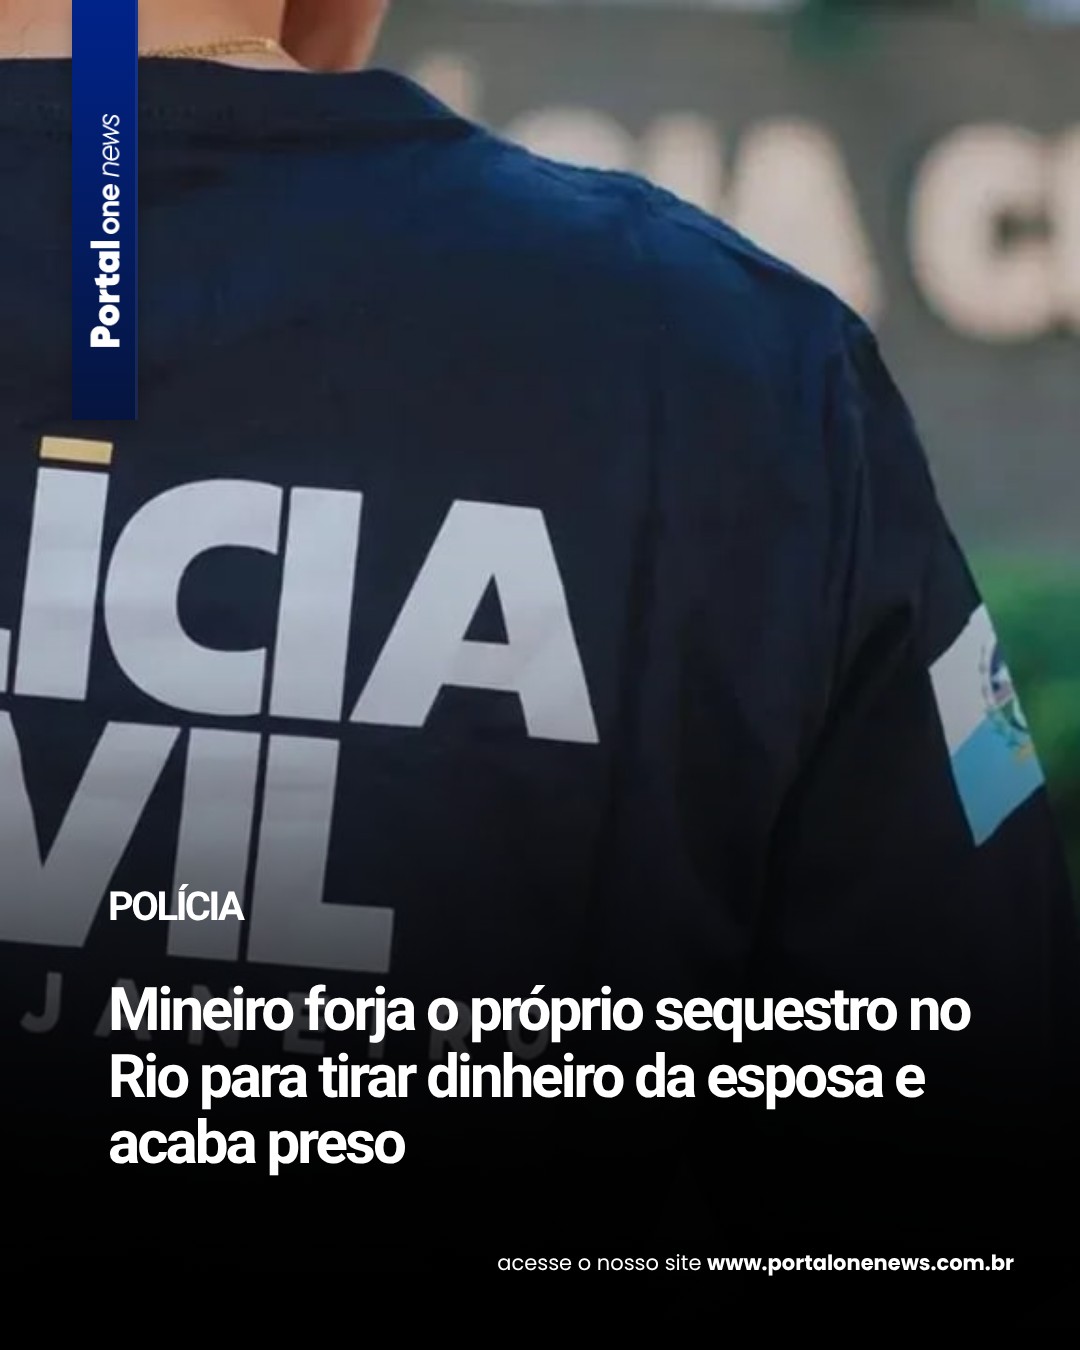 Portal one news
LÍCIA
VIL
JANEIRO
POLÍCIA
Mineiro forja o próprio sequestro no
Rio para tirar dinheiro da esposa e
acaba preso
acesse o nosso site www.portalonenews.com.br